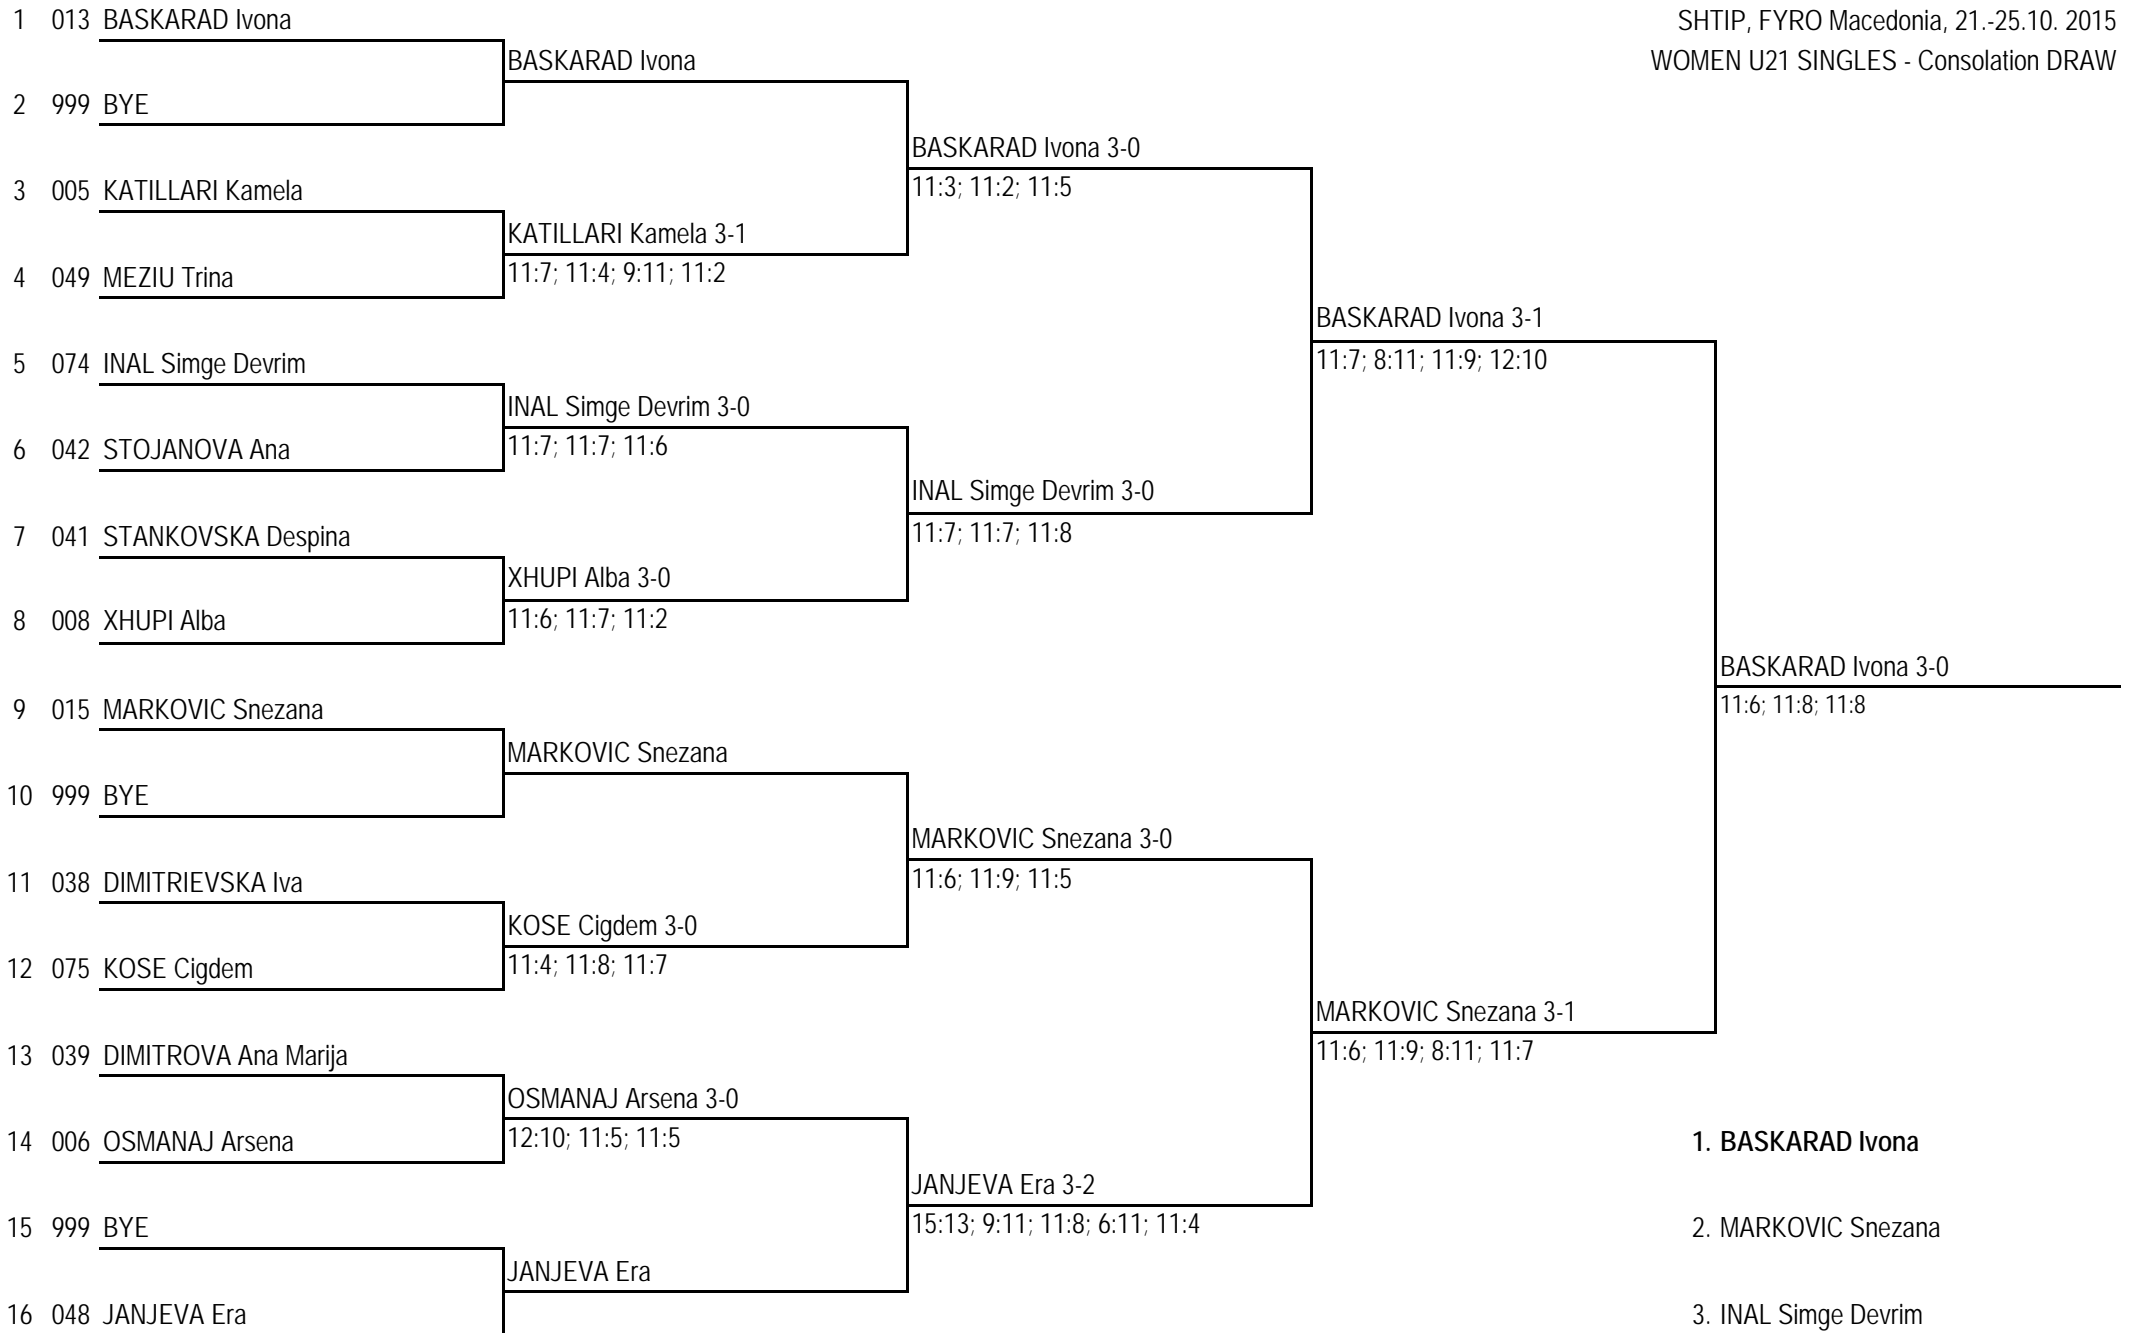 SHTIP, FYRO Macedonia, 21.-25.10. 2015
WOMEN U21 SINGLES - Consolation DRAW
1 013 BASKARAD Ivona
2 999 BYE
3 005 KATILLARI Kamela
4 049 MEZIU Trina
5 074 INAL Simge Devrim
6 042 STOJANOVA Ana
7 041 STANKOVSKA Despina
8 008 XHUPI Alba
9 015 MARKOVIC Snezana
10 999 BYE
11 038 DIMITRIEVSKA Iva
12 075 KOSE Cigdem
13 039 DIMITROVA Ana Marija
14 006 OSMANAJ Arsena
15 999 BYE
16 048 JANJEVA Era
BASKARAD Ivona
KATILLARI Kamela 3-1
11:7; 11:4; 9:11; 11:2
INAL Simge Devrim 3-0
11:7; 11:7; 11:6
XHUPI Alba 3-0
11:6; 11:7; 11:2
MARKOVIC Snezana
KOSE Cigdem 3-0
11:4; 11:8; 11:7
OSMANAJ Arsena 3-0
12:10; 11:5; 11:5
JANJEVA Era
BASKARAD Ivona 3-0
11:3; 11:2; 11:5
INAL Simge Devrim 3-0
11:7; 11:7; 11:8
MARKOVIC Snezana 3-0
11:6; 11:9; 11:5
JANJEVA Era 3-2
15:13; 9:11; 11:8; 6:11; 11:4
BASKARAD Ivona 3-1
11:7; 8:11; 11:9; 12:10
MARKOVIC Snezana 3-1
11:6; 11:9; 8:11; 11:7
BASKARAD Ivona 3-0
11:6; 11:8; 11:8
1. BASKARAD Ivona
2. MARKOVIC Snezana
3. INAL Simge Devrim